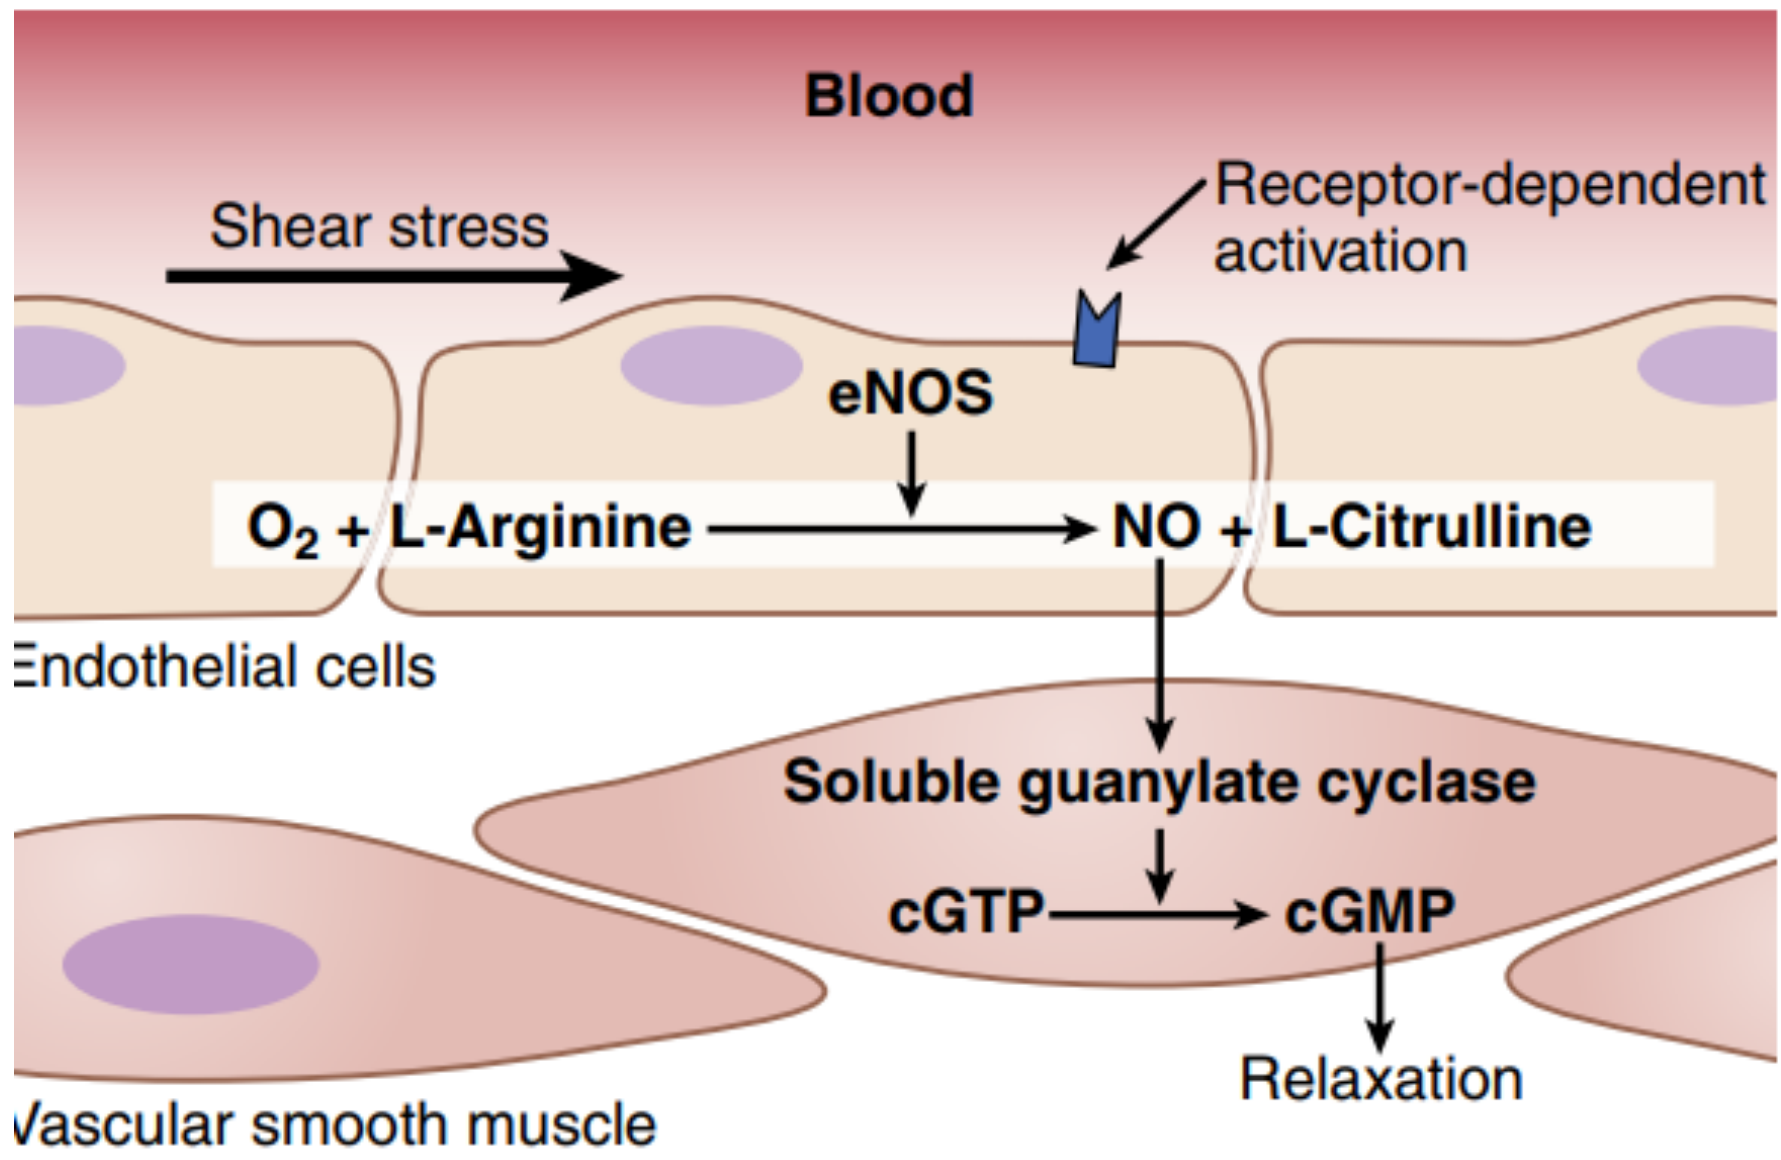 Blood
Receptor-dependent
activation
Shear stress
eNOS
O₂ + L-Arginine NO + L-Citrulline
Endothelial cells
Soluble guanylate cyclase
cGTP cGMP
Relaxation
Vascular smooth muscle